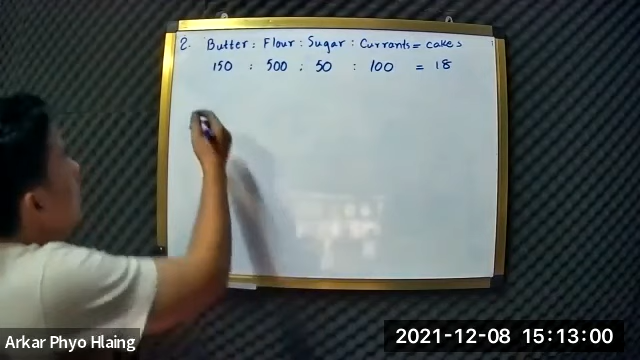 2. Butter : Flour : Sugar : Currants = cakes
150 : 500 : 50 : 100 = 18
Arkar Phyo Hlaing
2021-12-08 15:13:00